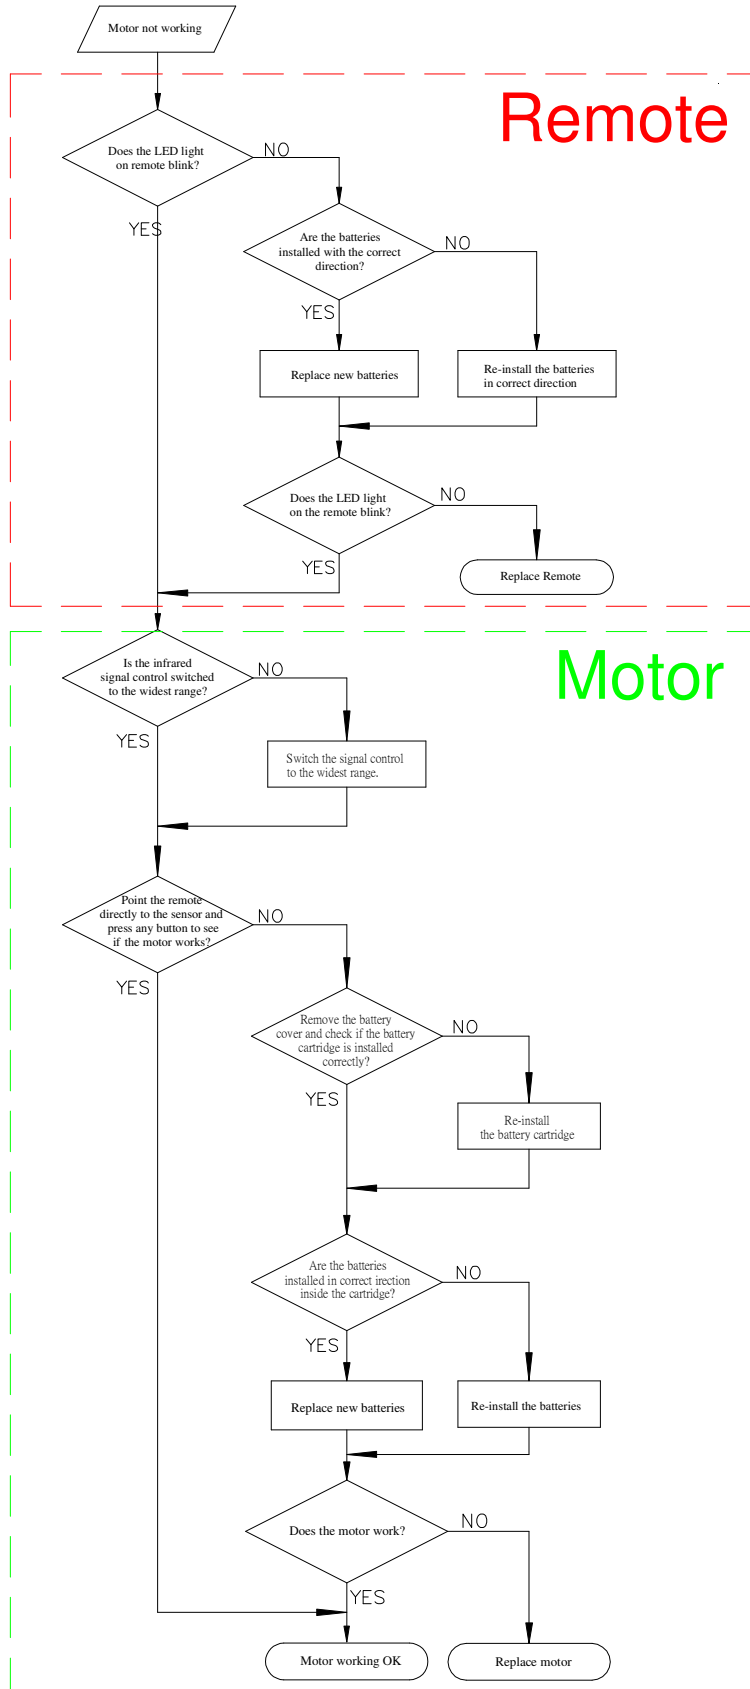 Motor not working
Remote
Does the LED light
on remote blink?
NO
YES
Are the batteries
installed with the correct
direction?
NO
YES
Replace new batteries
Re-install the batteries
in correct direction
Does the LED light
on the remote blink?
NO
YES
Replace Remote
Motor
Is the infrared
signal control switched
to the widest range?
NO
YES
Switch the signal control
to the widest range.
Point the remote
directly to the sensor and
press any button to see
if the motor works?
NO
YES
Remove the battery
cover and check if the battery
cartridge is installed
correctly?
NO
YES
Re-install
the battery cartridge
Are the batteries
installed in correct irection
inside the cartridge?
NO
YES
Replace new batteries
Re-install the batteries
Does the motor work?
NO
YES
Motor working OK
Replace motor